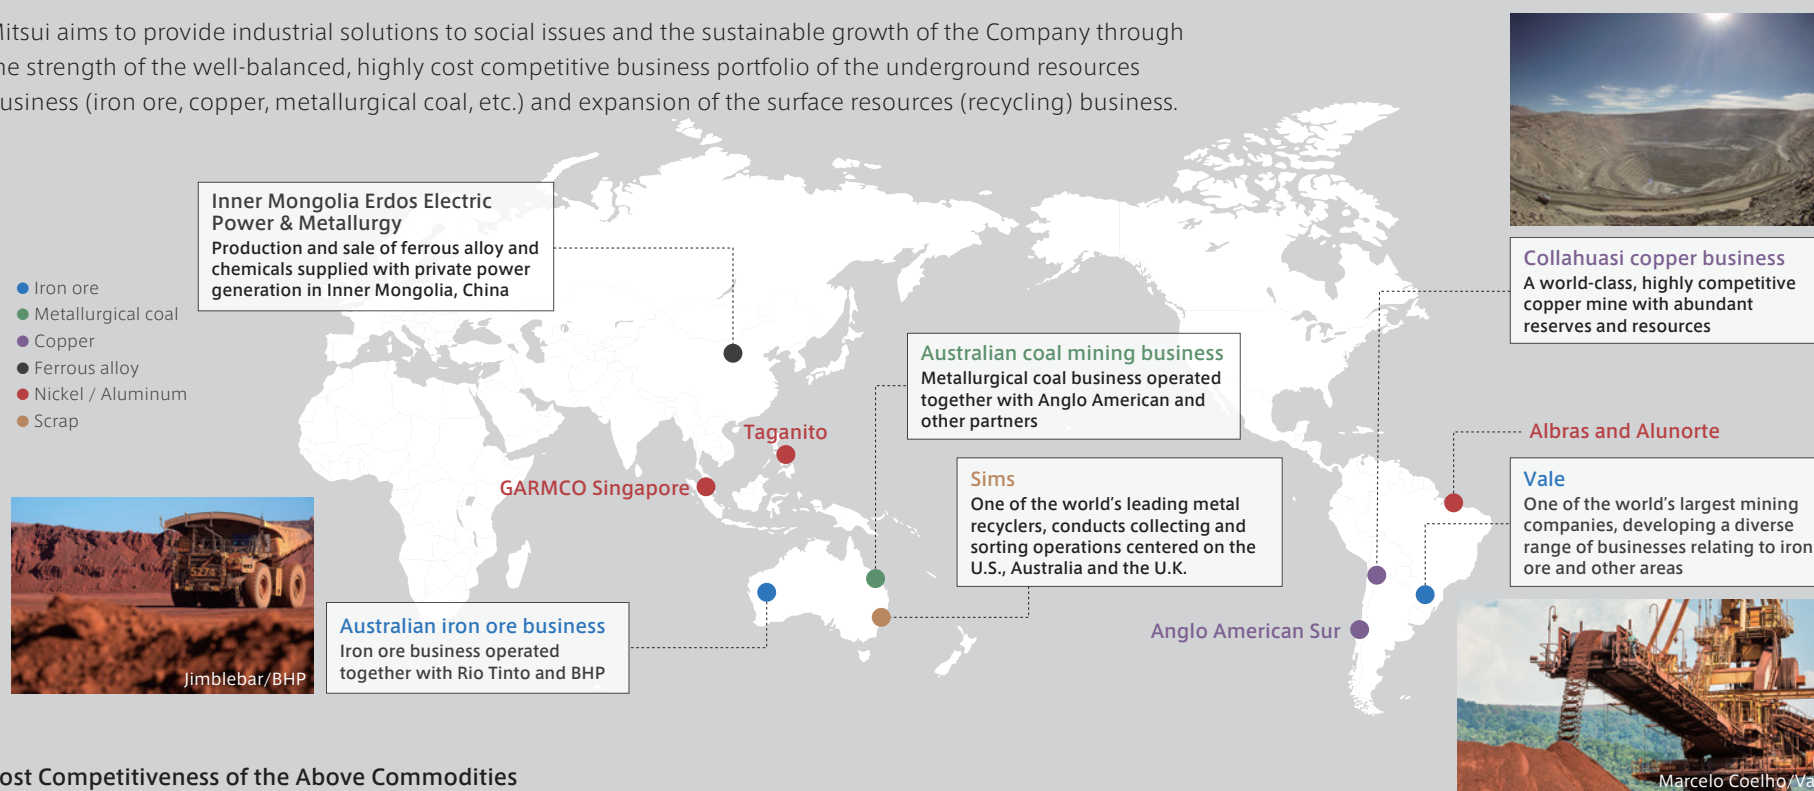 Mitsui aims to provide industrial solutions to social issues and the sustainable growth of the Company through
the strength of the well-balanced, highly cost competitive business portfolio of the underground resources
business (iron ore, copper, metallurgical coal, etc.) and expansion of the surface resources (recycling) business.
Inner Mongolia Erdos Electric
Power & Metallurgy
Production and sale of ferrous alloy and
chemicals supplied with private power
generation in Inner Mongolia, China
Iron ore
Metallurgical coal
Copper
Ferrous alloy
Nickel / Aluminum
Scrap
Collahuasi copper business
A world-class, highly competitive
copper mine with abundant
reserves and resources
Australian coal mining business
Metallurgical coal business operated
together with Anglo American and
other partners
Taganito
GARMCO Singapore
Albras and Alunorte
Sims
One of the world's leading metal
recyclers, conducts collecting and
sorting operations centered on the
U.S., Australia and the U.K.
Vale
One of the world's largest mining
companies, developing a diverse
range of businesses relating to iron
ore and other areas
Australian iron ore business
Iron ore business operated
together with Rio Tinto and BHP
Anglo American Sur
Jimblebar/BHP
5276
Marcelo Coelho/Va
ost Competitiveness of the Above Commodities